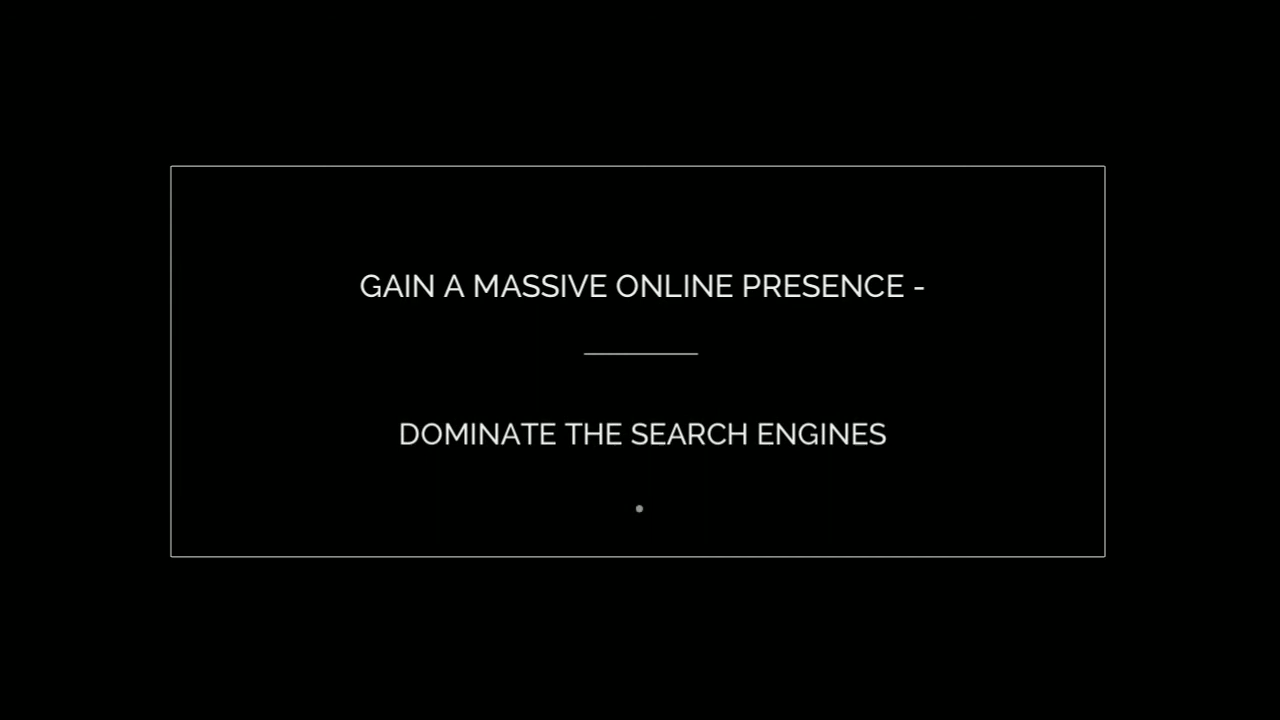 GAIN A MASSIVE ONLINE PRESENCE -
DOMINATE THE SEARCH ENGINES